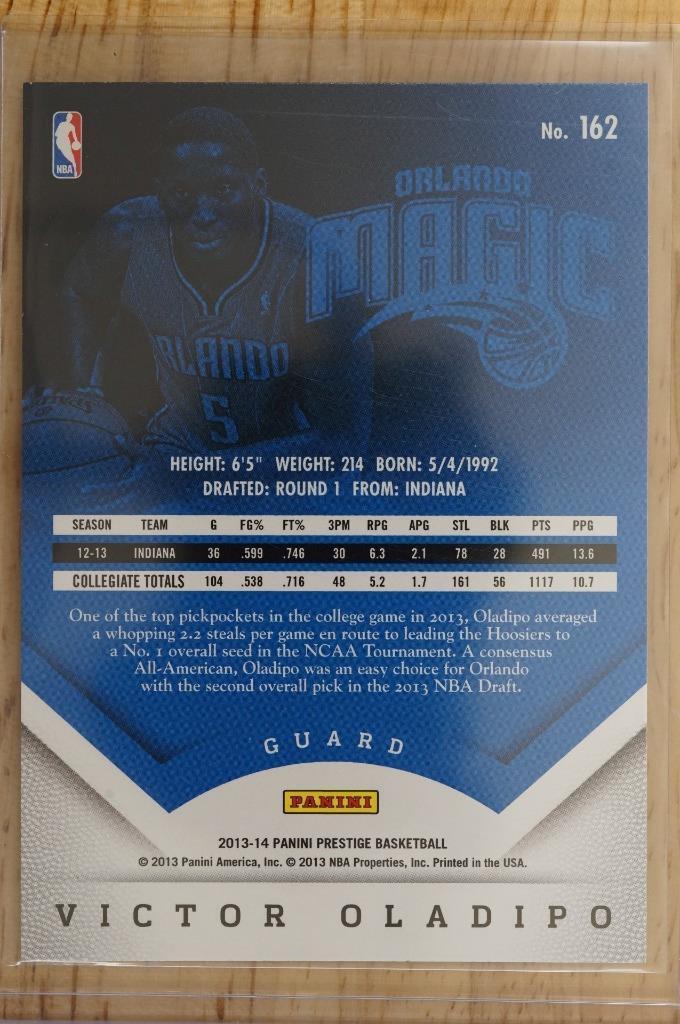 NBA
No. 162
ORLANDO
MAGIC
ORLANDO
5
HEIGHT: 6'5" WEIGHT: 214 BORN: 5/4/1992
DRAFTED: ROUND 1 FROM: INDIANA
SEASON TEAM G FG% FT% 3PM RPG APG STL BLK PTS PPG
12-13 INDIANA 36 .599 .746 30 6.3 2.1 78 28 491 13.6
COLLEGIATE TOTALS 104 .538 .716 48 5.2 1.7 161 56 1117 10.7
One of the top pickpockets in the college game in 2013, Oladipo averaged
a whopping 2.2 steals per game en route to leading the Hoosiers to
a No. 1 overall seed in the NCAA Tournament. A consensus
All-American, Oladipo was an easy choice for Orlando
with the second overall pick in the 2013 NBA Draft.
GUARD
PANINI
2013-14 PANINI PRESTIGE BASKETBALL
© 2013 Panini America, Inc. © 2013 NBA Properties, Inc. Printed in the USA.
VICTOR OLADIPO